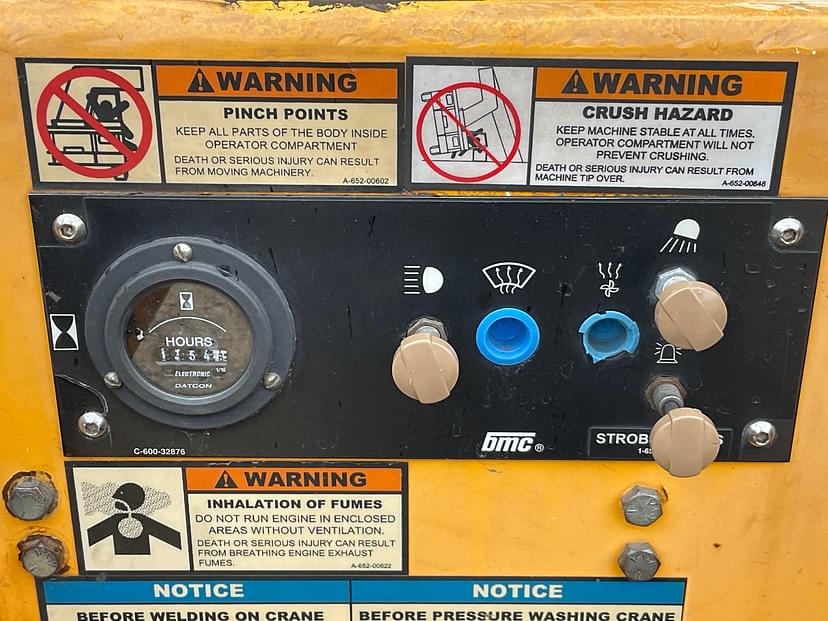 WARNING
PINCH POINTS
KEEP ALL PARTS OF THE BODY INSIDE
OPERATOR COMPARTMENT
DEATH OR SERIOUS INJURY CAN RESULT
FROM MOVING MACHINERY.
A-652-00602
WARNING
CRUSH HAZARD
KEEP MACHINE STABLE AT ALL TIMES.
OPERATOR COMPARTMENT WILL NOT
PREVENT CRUSHING.
DEATH OR SERIOUS INJURY CAN RESULT FROM
MACHINE TIP OVER.
A-652-00648
HOURS
1/10
ELECTRONIC
DATCON
C-600-32876
bmc®
WARNING
INHALATION OF FUMES
DO NOT RUN ENGINE IN ENCLOSED
AREAS WITHOUT VENTILATION.
DEATH OR SERIOUS INJURY CAN RESULT
FROM BREATHING ENGINE EXHAUST
FUMES.
A-652-00622
NOTICE
BEFORE WELDING ON CRANE
NOTICE
BEFORE PRESSURE WASHING CRANE